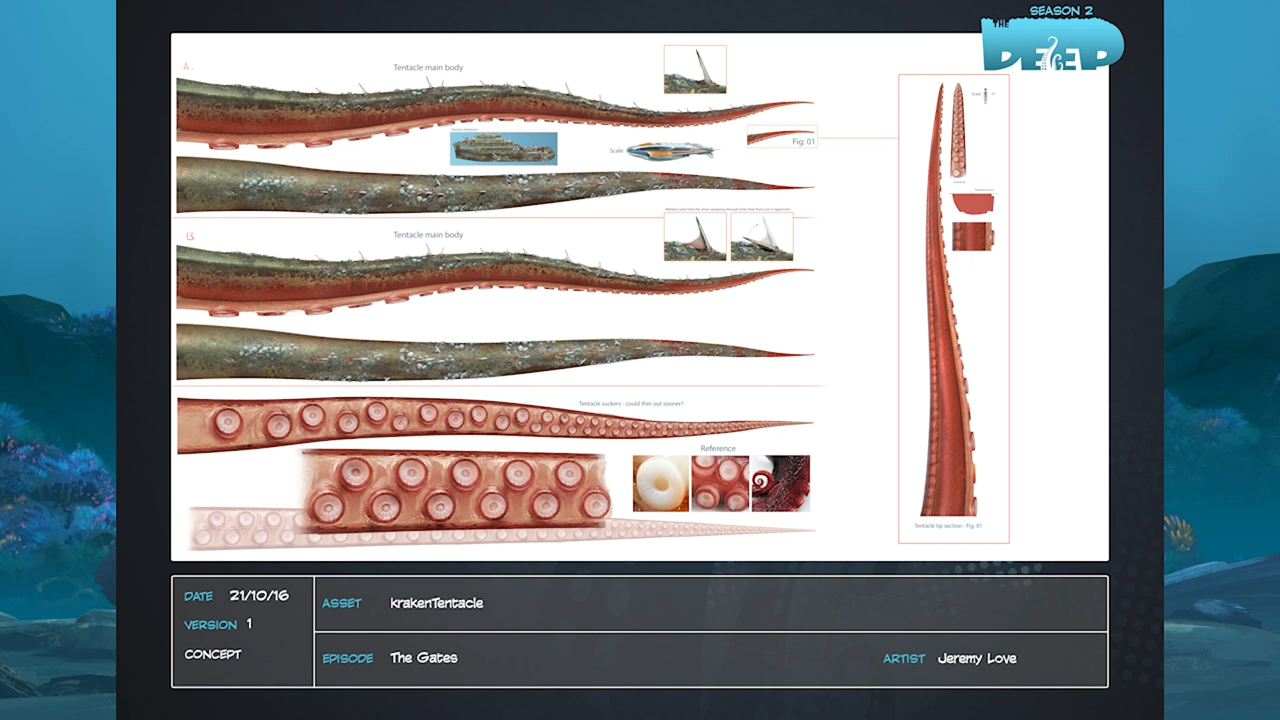 SEASON 2
THE
DEEP
A.
Tentacle main body
Scale
Fig: 01
Scale
B.
Tentacle main body
Tentacle suckers - could thin out sooner?
Reference
Tentacle tip section - Fig: 01
DATE 21/10/16
VERSION 1
CONCEPT
ASSET krakenTentacle
EPISODE The Gates
ARTIST Jeremy Love